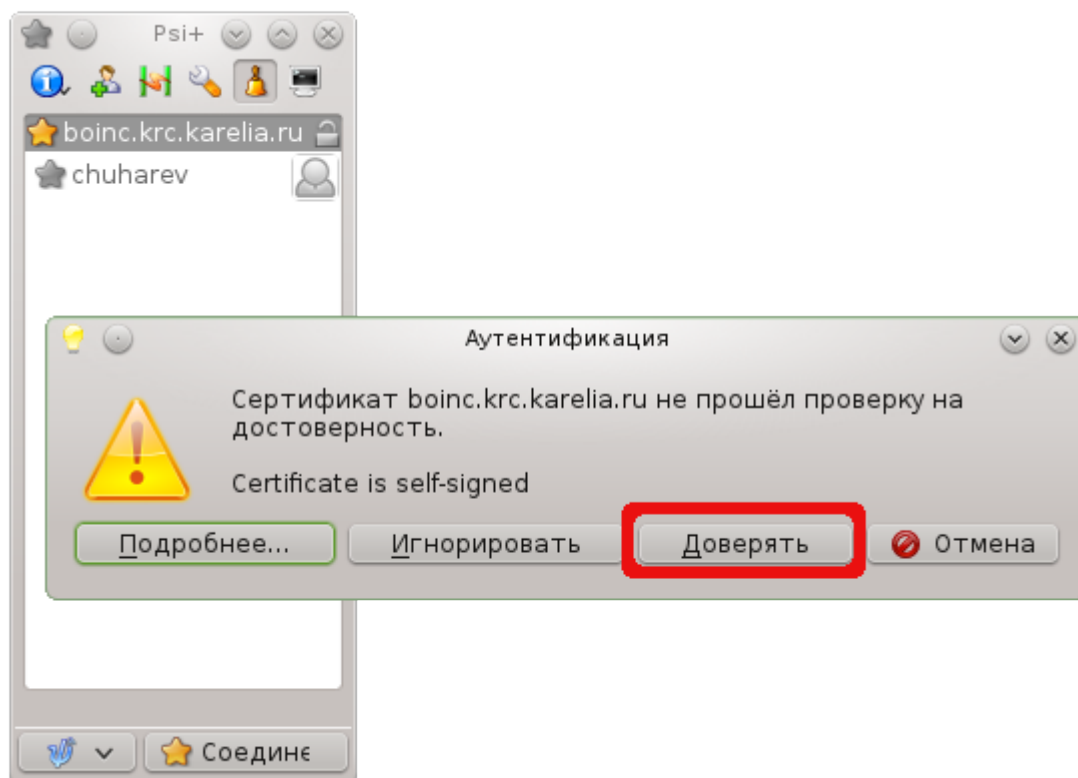 Psi+
boinc.krc.karelia.ru
chuharev
Аутентификация
Сертификат boinc.krc.karelia.ru не прошёл проверку на
достоверность.
Certificate is self-signed
Подробнее... Игнорировать Доверять Отмена
Соедине